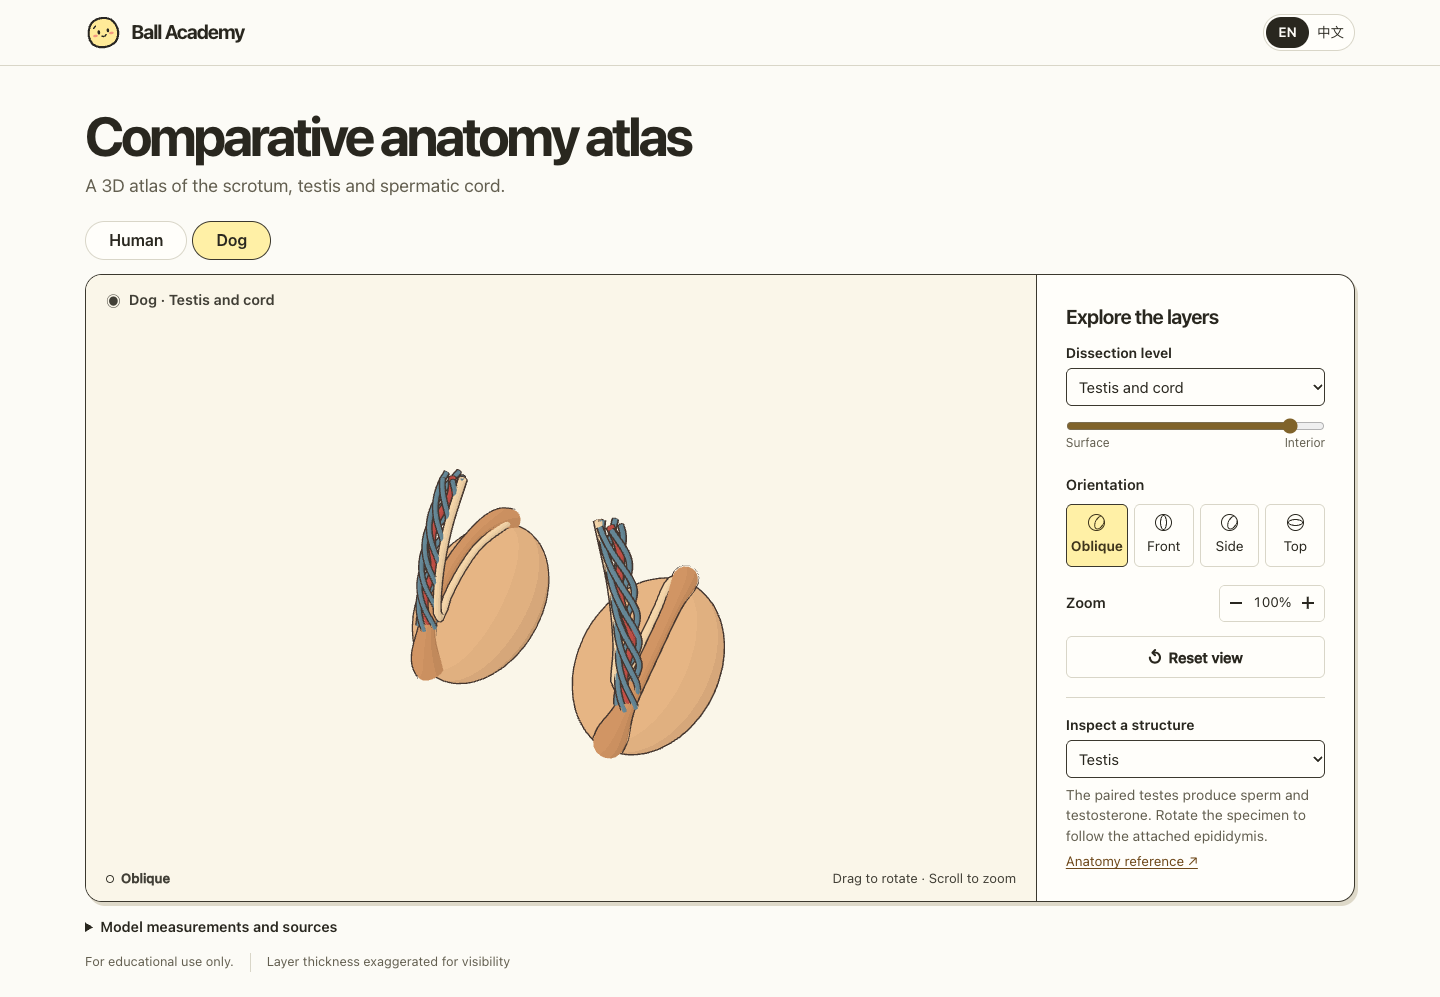 Ball Academy
EN
中文
Comparative anatomy atlas
A 3D atlas of the scrotum, testis and spermatic cord.
Human
Dog
Dog · Testis and cord
Explore the layers
Dissection level
Testis and cord
Surface
Interior
Orientation
Oblique
Front
Side
Top
Zoom
− 100% +
Reset view
Inspect a structure
Testis
The paired testes produce sperm and
testosterone. Rotate the specimen to
follow the attached epididymis.
Anatomy reference ↗
Oblique
Drag to rotate · Scroll to zoom
Model measurements and sources
For educational use only.
Layer thickness exaggerated for visibility